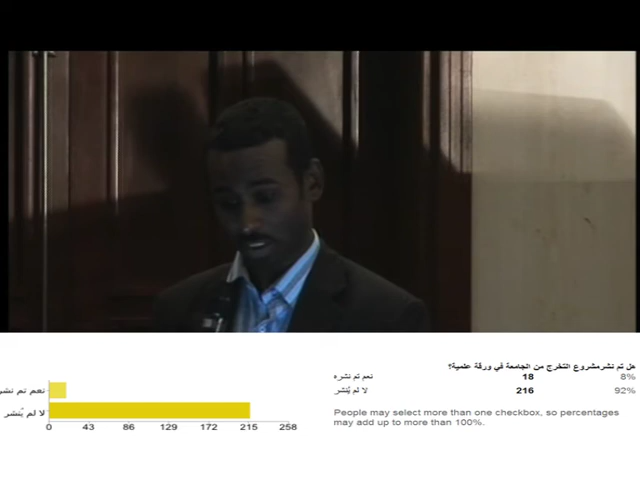 هل تم نشرمشروع التخرج من الجامعة في ورقة علمية؟
نعم تم نشره 18 8%
لا لم يُنشر 216 92%
People may select more than one checkbox, so percentages
may add up to more than 100%.
نعم تم نشر
لا لم يُنشر
0 43 86 129 172 215 258